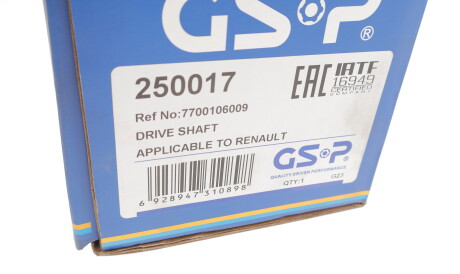 GSP®
250017
EAC IATF
16949
CERTIFIED
COMPANY
Ref No:7700106009
DRIVE SHAFT
APPLICABLE TO RENAULT
GSP
QUALITY DRIVEN PERFORMANCE
QTY:1 GZJ
6 928947 310898